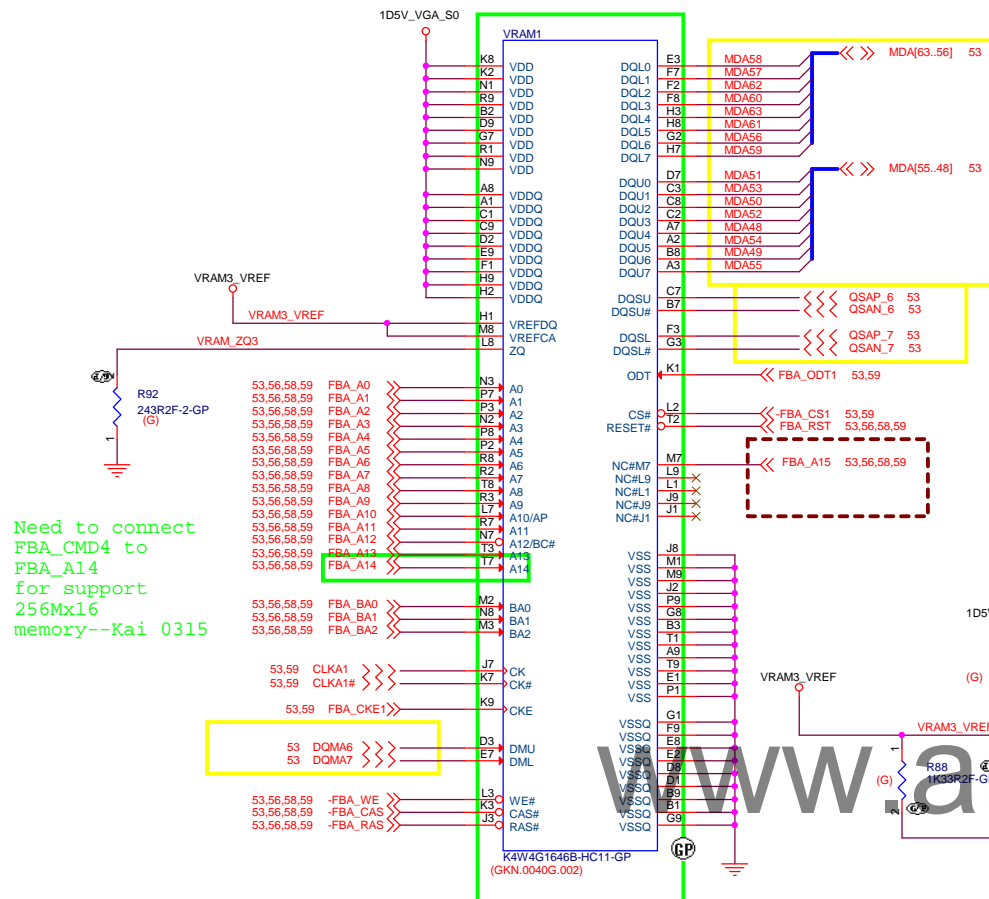 1D5V_VGA_S0
VRAM1
K8 VDD E3 DQL0 MDA58 MDA[63..56] 53
K2 VDD F7 DQL1 MDA57
N1 VDD F2 DQL2 MDA62
R9 VDD F8 DQL3 MDA60
B2 VDD H3 DQL4 MDA63
D9 VDD H8 DQL5 MDA61
G7 VDD G2 DQL6 MDA56
R1 VDD H7 DQL7 MDA59
N9 VDD
MDA[55..48] 53
A8 VDDQ D7 DQU0 MDA51
A1 VDDQ C3 DQU1 MDA53
C1 VDDQ C8 DQU2 MDA50
C9 VDDQ C2 DQU3 MDA52
D2 VDDQ A7 DQU4 MDA48
E9 VDDQ A2 DQU5 MDA54
F1 VDDQ B8 DQU6 MDA49
H9 VDDQ A3 DQU7 MDA55
H2 VDDQ
C7 DQSU QSAP_6 53
B7 DQSU# QSAN_6 53
VRAM3_VREF
VRAM3_VREF H1 VREFDQ
M8 VREFCA F3 DQSL QSAP_7 53
VRAM_ZQ3 L8 ZQ G3 DQSL# QSAN_7 53
K1 ODT FBA_ODT1 53,59
R92
243R2F-2-GP
(G)
1
53,56,58,59 FBA_A0 N3 A0
53,56,58,59 FBA_A1 P7 A1
53,56,58,59 FBA_A2 P3 A2 L2 CS# -FBA_CS1 53,59
53,56,58,59 FBA_A3 N2 A3 T2 RESET# FBA_RST 53,56,58,59
53,56,58,59 FBA_A4 P8 A4
53,56,58,59 FBA_A5 P2 A5
53,56,58,59 FBA_A6 R8 A6 M7 NC#M7 FBA_A15 53,56,58,59
53,56,58,59 FBA_A7 R2 A7 L9 NC#L9
53,56,58,59 FBA_A8 T8 A8 L1 NC#L1
53,56,58,59 FBA_A9 R3 A9 J9 NC#J9
53,56,58,59 FBA_A10 L7 A10/AP J1 NC#J1
53,56,58,59 FBA_A11 R7 A11
53,56,58,59 FBA_A12 N7 A12/BC#
53,56,58,59 FBA_A13 T3 A13
53,56,58,59 FBA_A14 T7 A14
Need to connect
FBA_CMD4 to
FBA_A14
for support
256Mx16
memory--Kai 0315
J8 VSS
M1 VSS
M9 VSS
J2 VSS
53,56,58,59 FBA_BA0 M2 BA0 P9 VSS
53,56,58,59 FBA_BA1 N8 BA1 G8 VSS
53,56,58,59 FBA_BA2 M3 BA2 B3 VSS
T1 VSS
A9 VSS
53,59 CLKA1 J7 CK T9 VSS
53,59 CLKA1# K7 CK# E1 VSS
P1 VSS
53,59 FBA_CKE1 K9 CKE
G1 VSSQ
F9 VSSQ
53 DQMA6 D3 DMU E8 VSSQ
53 DQMA7 E7 DML E2 VSSQ
D8 VSSQ
D1 VSSQ
53,56,58,59 -FBA_WE L3 WE# B9 VSSQ
53,56,58,59 -FBA_CAS K3 CAS# B1 VSSQ
53,56,58,59 -FBA_RAS J3 RAS# G9 VSSQ
K4W4G1646B-HC11-GP
(GKN.0040G.002)
GP
1D5V
(G)
VRAM3_VREF
VRAM3_VREF
1
R88
(G) 1K33R2F-G
2
www.a